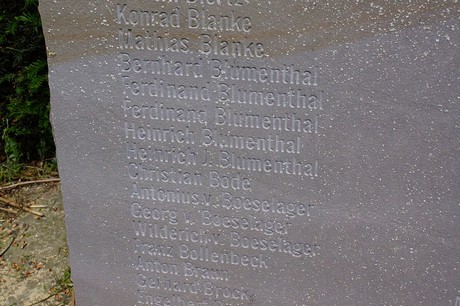 Konrad Blanke
Mathias Blanke
Bernhard Blumenthal
Ferdinand Blumenthal
Ferdinand Blumenthal
Heinrich Blumenthal
Heinrich J. Blumenthal
Christian Bode
Antonius v. Boeselager
Georg v. Boeselager
Wilderich v. Boeselager
Franz Bollenbeck
Anton Braun
Gerhard Brock